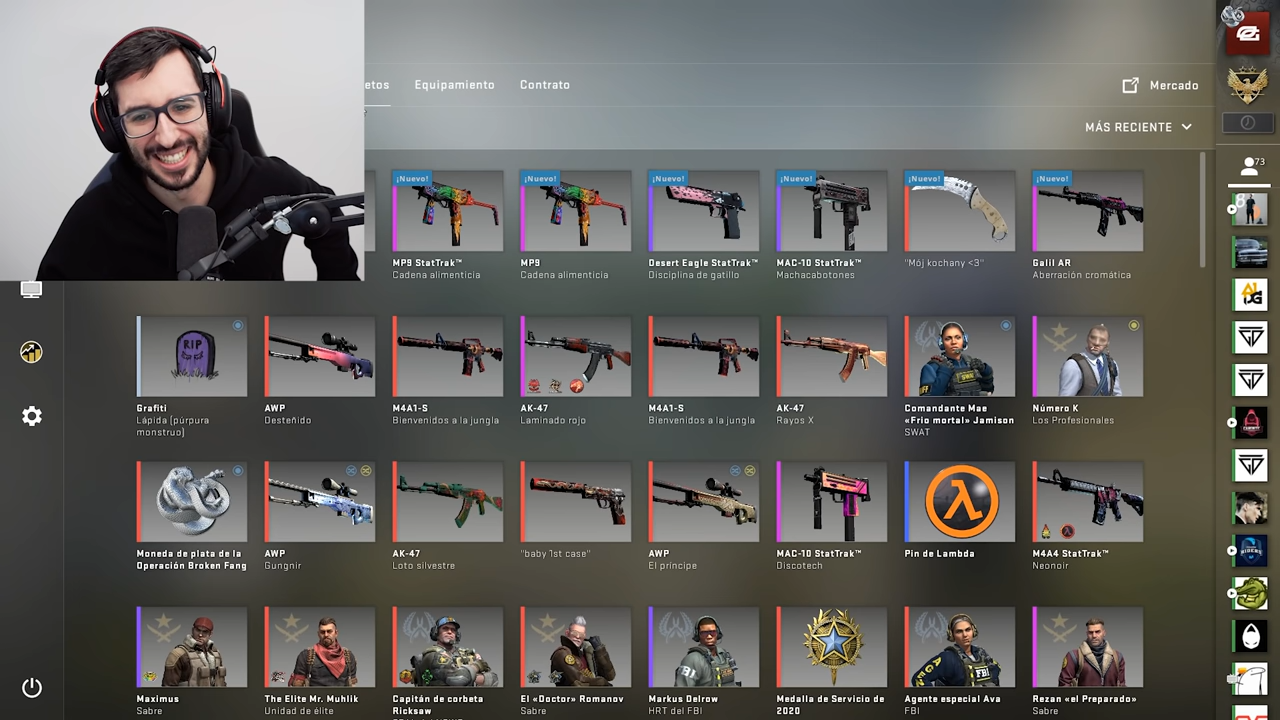 etos
Equipamiento
Contrato
Mercado
MÁS RECIENTE
73
¡Nuevo!
¡Nuevo!
¡Nuevo!
¡Nuevo!
¡Nuevo!
¡Nuevo!
MP9 StatTrak™
Cadena alimenticia
MP9
Cadena alimenticia
Desert Eagle StatTrak™
Disciplina de gatillo
MAC-10 StatTrak™
Machacabotones
"Mój kochany <3"
Galil AR
Aberración cromática
RIP
Grafiti
Lápida (púrpura
monstruo)
AWP
Desteñido
M4A1-S
Bienvenidos a la jungla
AK-47
Laminado rojo
M4A1-S
Bienvenidos a la jungla
AK-47
Rayos X
Comandante Mae
«Frío mortal» Jamison
SWAT
Número K
Los Profesionales
Moneda de plata de la
Operación Broken Fang
AWP
Gungnir
AK-47
Loto silvestre
"baby 1st case"
AWP
El príncipe
MAC-10 StatTrak™
Discotech
λ
Pin de Lambda
M4A4 StatTrak™
Neonoir
Maximus
Sabre
The Elite Mr. Muhlik
Unidad de élite
Capitán de corbeta
Ricksaw
El «Doctor» Romanov
Sabre
FBI
Markus Delrow
HRT del FBI
Medalla de Servicio de
2020
FBI
Agente especial Ava
FBI
Rezan «el Preparado»
Sabre